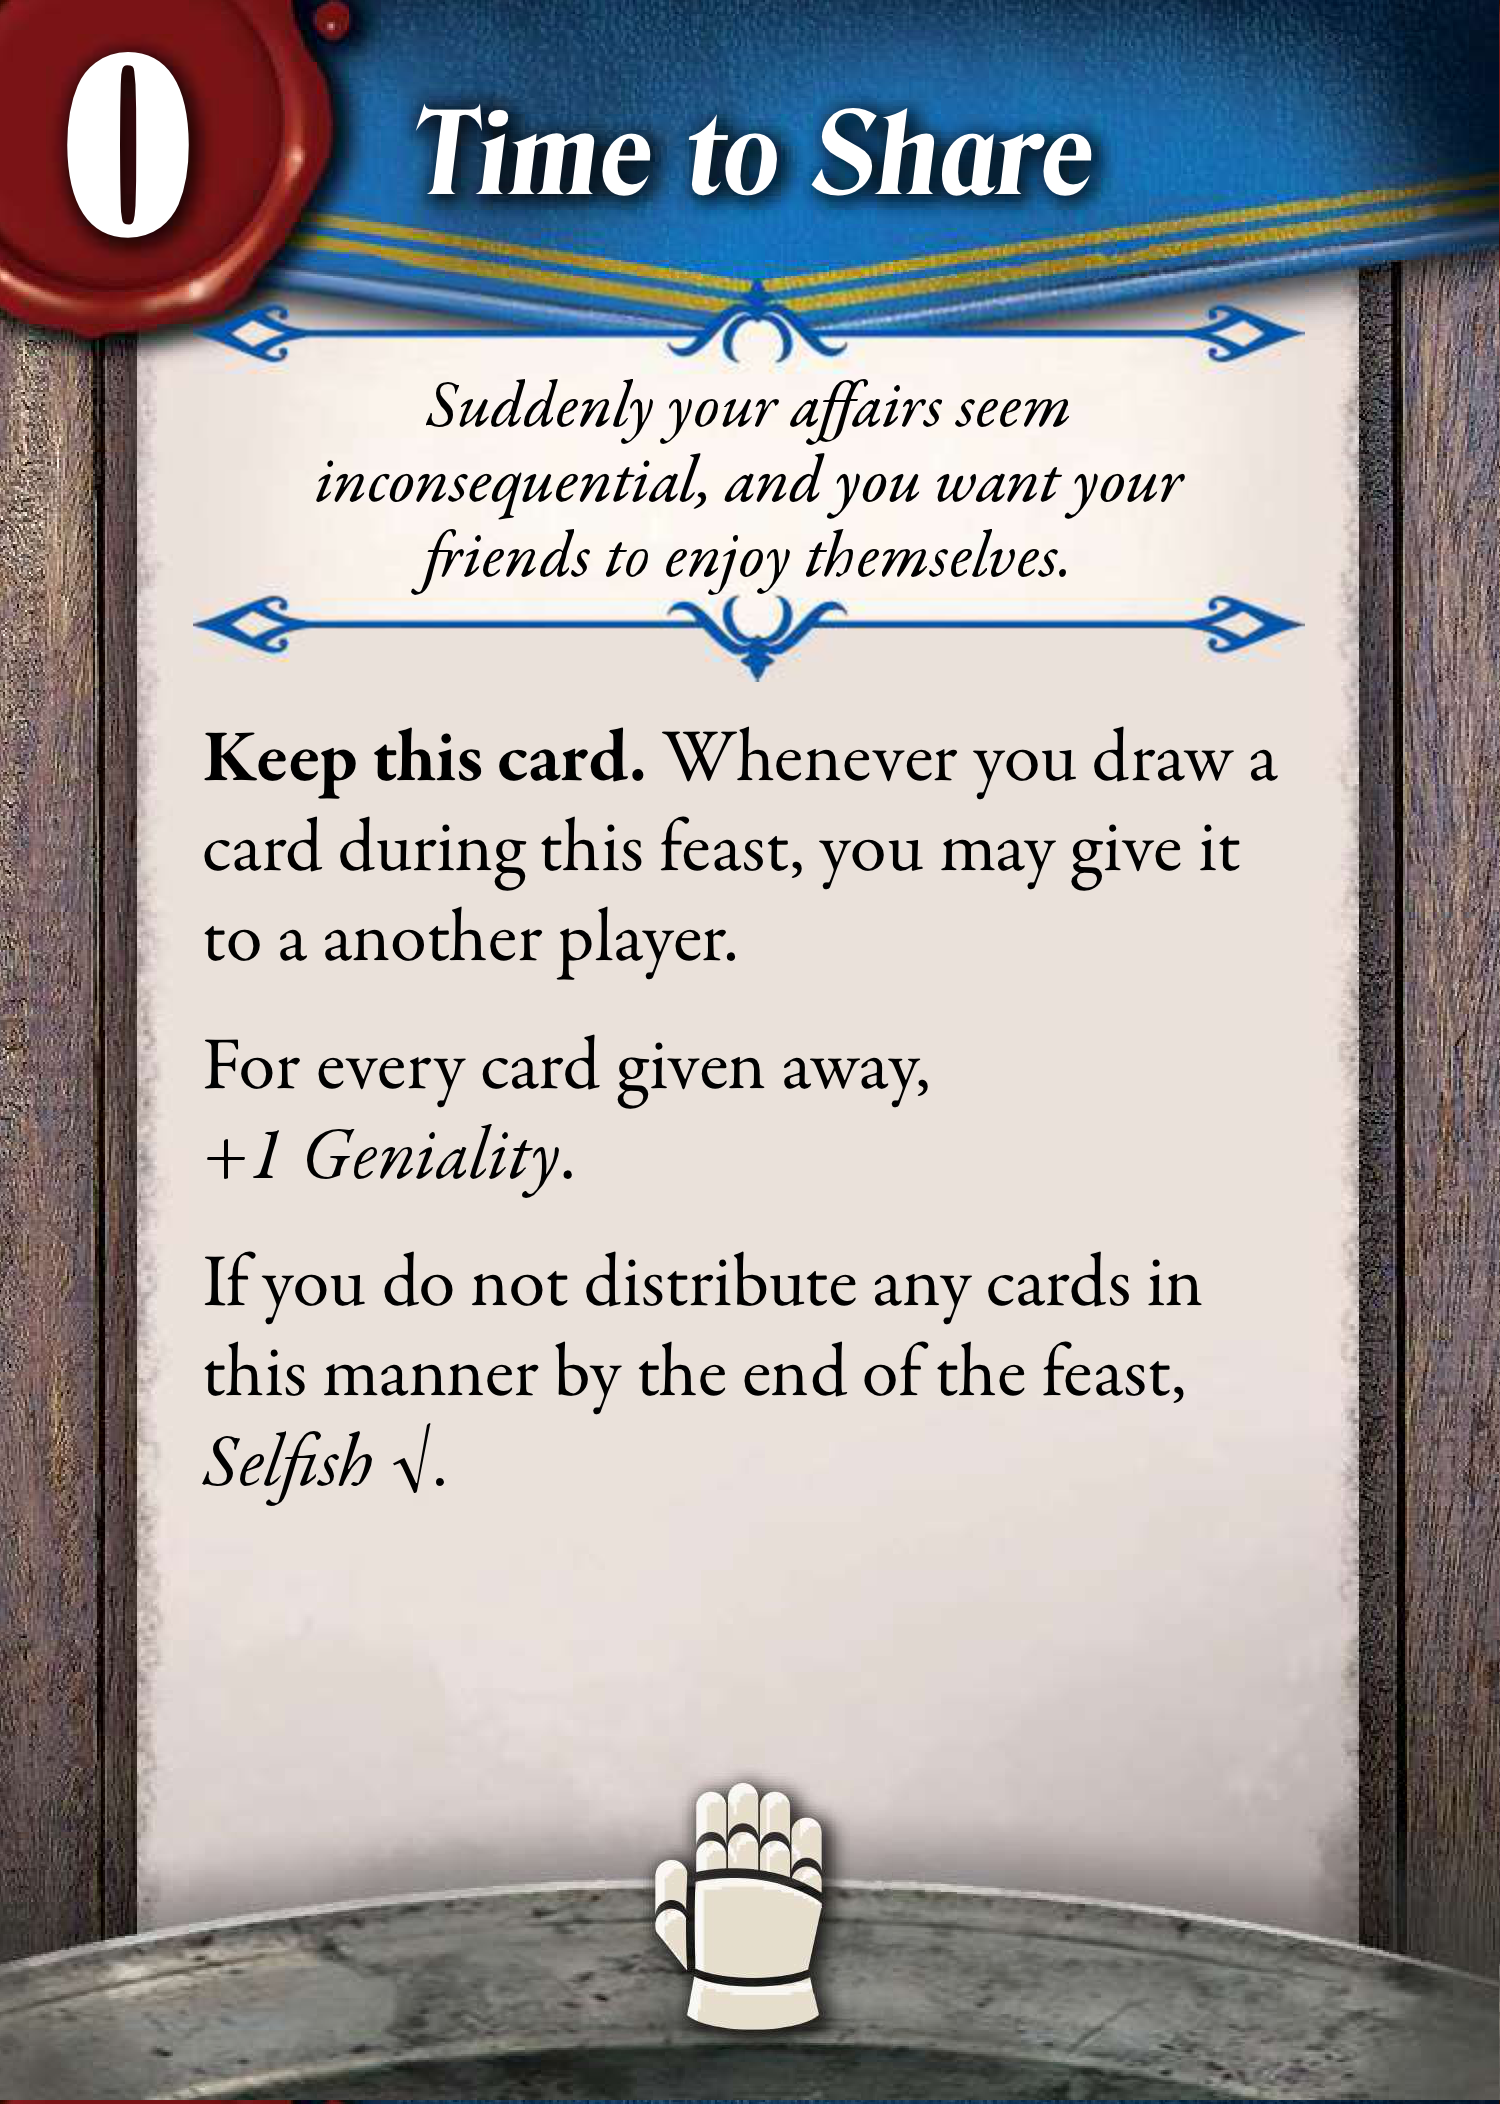 0
Time to Share
Suddenly your affairs seem
inconsequential, and you want your
friends to enjoy themselves.
Keep this card. Whenever you draw a
card during this feast, you may give it
to a another player.
For every card given away,
+1 Geniality.
If you do not distribute any cards in
this manner by the end of the feast,
Selfish √.